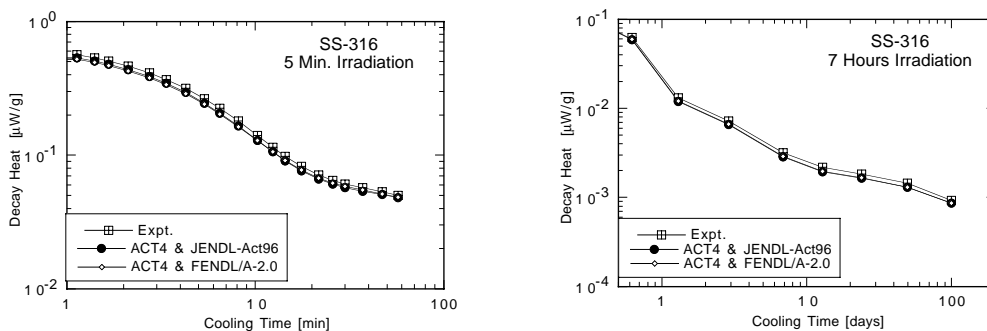 10⁰
SS-316
5 Min. Irradiation
Decay Heat [μW/g]
10⁻¹
Expt.
ACT4 & JENDL-Act96
ACT4 & FENDL/A-2.0
10⁻²
1
10
100
Cooling Time [min]
10⁻¹
SS-316
7 Hours Irradiation
Decay Heat [μW/g]
10⁻²
10⁻³
Expt.
ACT4 & JENDL-Act96
ACT4 & FENDL/A-2.0
10⁻⁴
1
10
100
Cooling Time [days]